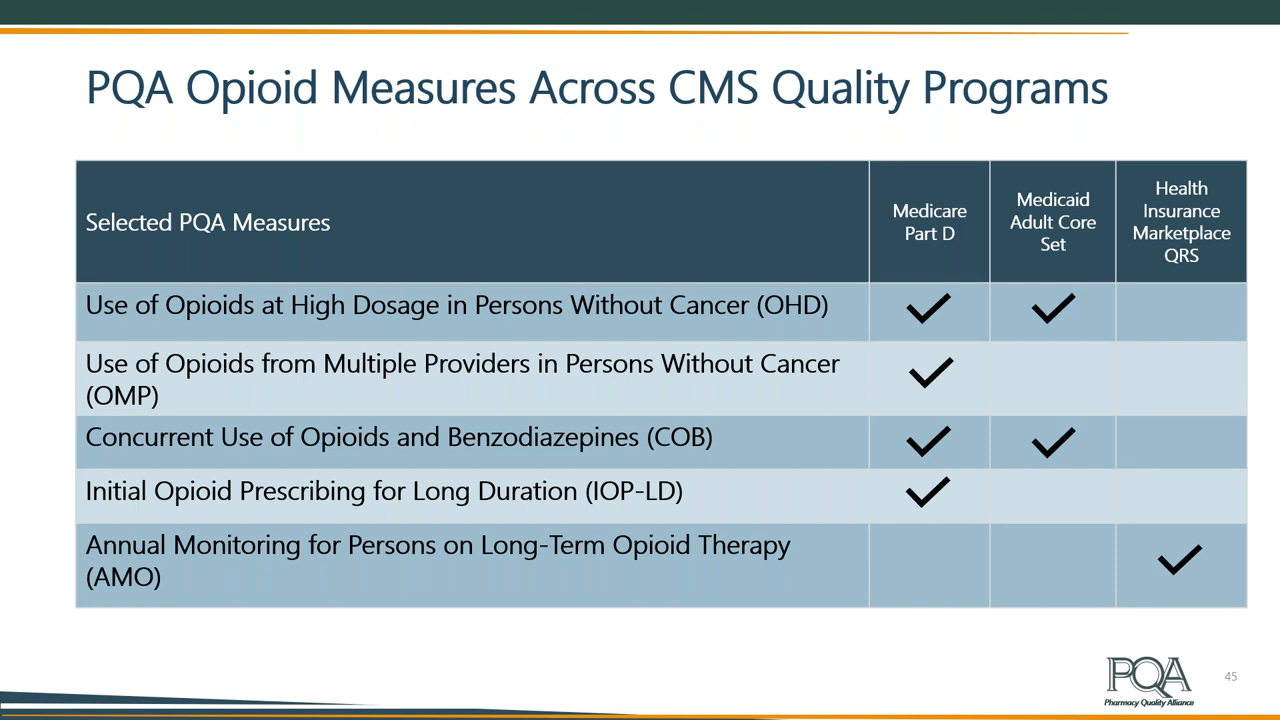 PQA Opioid Measures Across CMS Quality Programs
Selected PQA Measures
Medicare
Part D
Medicaid
Adult Core
Set
Health
Insurance
Marketplace
QRS
Use of Opioids at High Dosage in Persons Without Cancer (OHD)
Use of Opioids from Multiple Providers in Persons Without Cancer
(OMP)
Concurrent Use of Opioids and Benzodiazepines (COB)
Initial Opioid Prescribing for Long Duration (IOP-LD)
Annual Monitoring for Persons on Long-Term Opioid Therapy
(AMO)
PQA
Pharmacy Quality Alliance
45